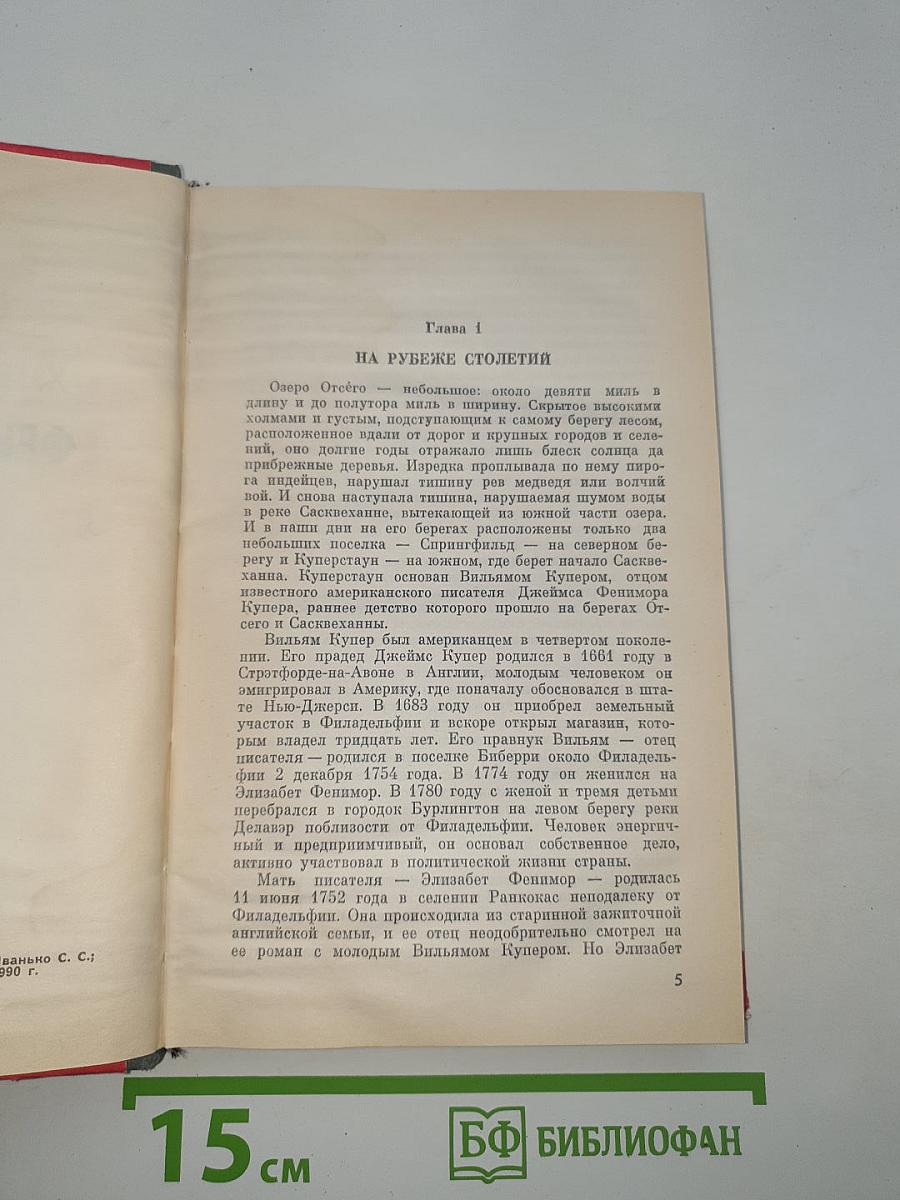 Глава 1
НА РУБЕЖЕ СТОЛЕТИЙ
Озеро Отсе́го — небольшое: около девяти миль в
длину и до полутора миль в ширину. Скрытое высокими
холмами и густым, подступающим к самому берегу лесом,
расположенное вдали от дорог и крупных городов и селе-
ний, оно долгие годы отражало лишь блеск солнца да
прибрежные деревья. Изредка проплывала по нему пиро-
га индейцев, нарушал тишину рев медведя или волчий
вой. И снова наступала тишина, нарушаемая шумом воды
в реке Сасквеханне, вытекающей из южной части озера.
И в наши дни на его берегах расположены только два
небольших поселка — Спрингфильд — на северном бе-
регу и Куперстаун — на южном, где берет начало Саскве-
ханна. Куперстаун основан Вильямом Купером, отцом
известного американского писателя Джеймса Фенимора
Купера, раннее детство которого прошло на берегах От-
сего и Сасквеханны.
Вильям Купер был американцем в четвертом поколе-
нии. Его прадед Джеймс Купер родился в 1661 году в
Стрэтфорде-на-Авоне в Англии, молодым человеком он
эмигрировал в Америку, где поначалу обосновался в шта-
те Нью-Джерси. В 1683 году он приобрел земельный
участок в Филадельфии и вскоре открыл магазин, кото-
рым владел тридцать лет. Его правнук Вильям — отец
писателя — родился в поселке Биберри около Филадель-
фии 2 декабря 1754 года. В 1774 году он женился на
Элизабет Фенимор. В 1780 году с женой и тремя детьми
перебрался в городок Бурлингтон на левом берегу реки
Делавэр поблизости от Филадельфии. Человек энергич-
ный и предприимчивый, он основал собственное дело,
активно участвовал в политической жизни страны.
Мать писателя — Элизабет Фенимор — родилась
11 июня 1752 года в селении Ранкокас неподалеку от
Филадельфии. Она происходила из старинной зажиточной
английской семьи, и ее отец неодобрительно смотрел на
ее роман с молодым Вильямом Купером. Но Элизабет
5
Иванько С. С.;
990 г.
15 см
БФ БИБЛИОФАН